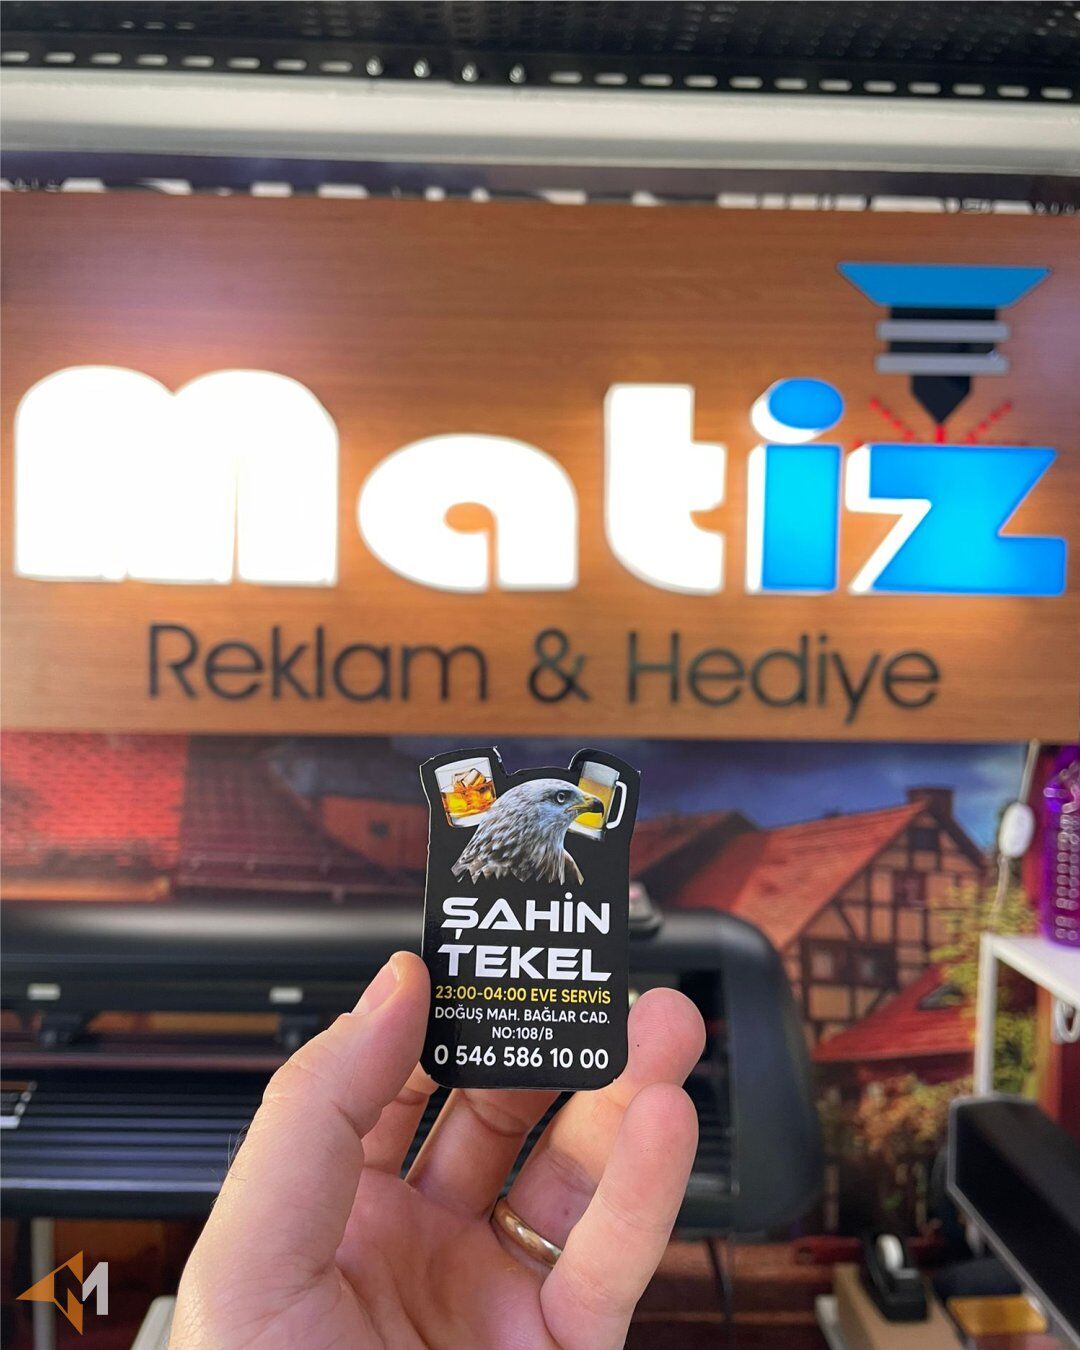 Matiz
Reklam & Hediye
ŞAHİN
TEKEL
23:00-04:00 EVE SERVİS
DOĞUŞ MAH. BAĞLAR CAD.
NO:108/B
0 546 586 10 00
M